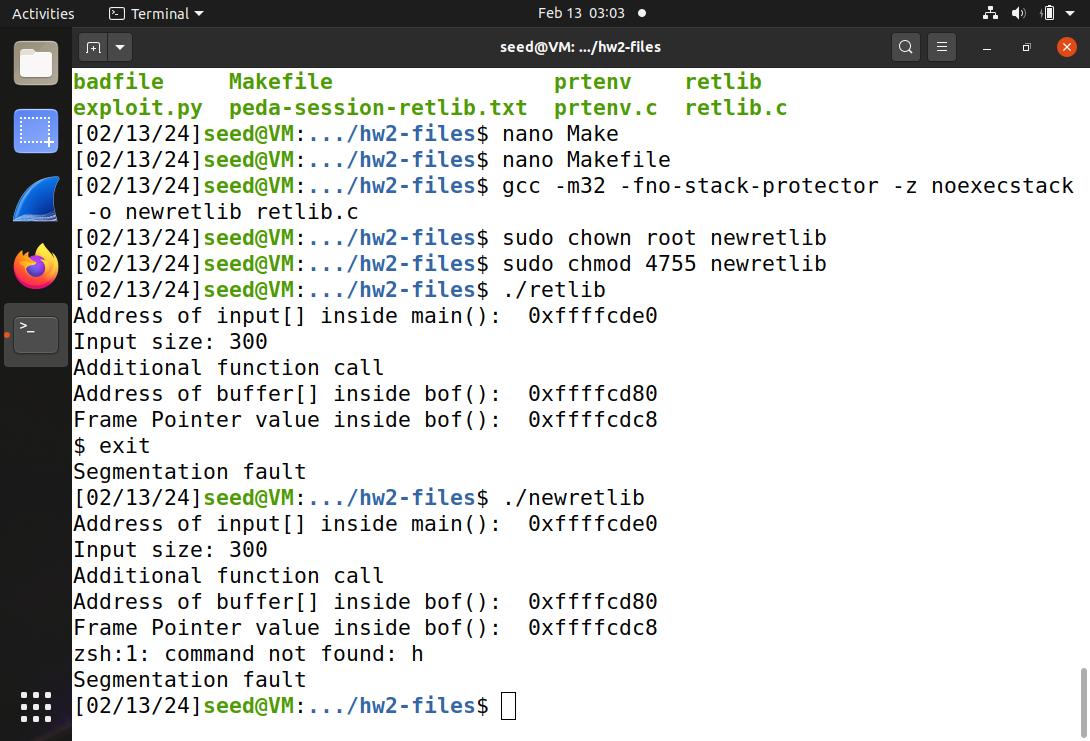 Activities Terminal Feb 13 03:03
seed@VM: .../hw2-files
badfile Makefile prtenv retlib
exploit.py peda-session-retlib.txt prtenv.c retlib.c
[02/13/24]seed@VM:.../hw2-files$ nano Make
[02/13/24]seed@VM:.../hw2-files$ nano Makefile
[02/13/24]seed@VM:.../hw2-files$ gcc -m32 -fno-stack-protector -z noexecstack
-o newretlib retlib.c
[02/13/24]seed@VM:.../hw2-files$ sudo chown root newretlib
[02/13/24]seed@VM:.../hw2-files$ sudo chmod 4755 newretlib
[02/13/24]seed@VM:.../hw2-files$ ./retlib
Address of input[] inside main(): 0xffffcde0
Input size: 300
Additional function call
Address of buffer[] inside bof(): 0xffffcd80
Frame Pointer value inside bof(): 0xffffcdc8
$ exit
Segmentation fault
[02/13/24]seed@VM:.../hw2-files$ ./newretlib
Address of input[] inside main(): 0xffffcde0
Input size: 300
Additional function call
Address of buffer[] inside bof(): 0xffffcd80
Frame Pointer value inside bof(): 0xffffcdc8
zsh:1: command not found: h
Segmentation fault
[02/13/24]seed@VM:.../hw2-files$